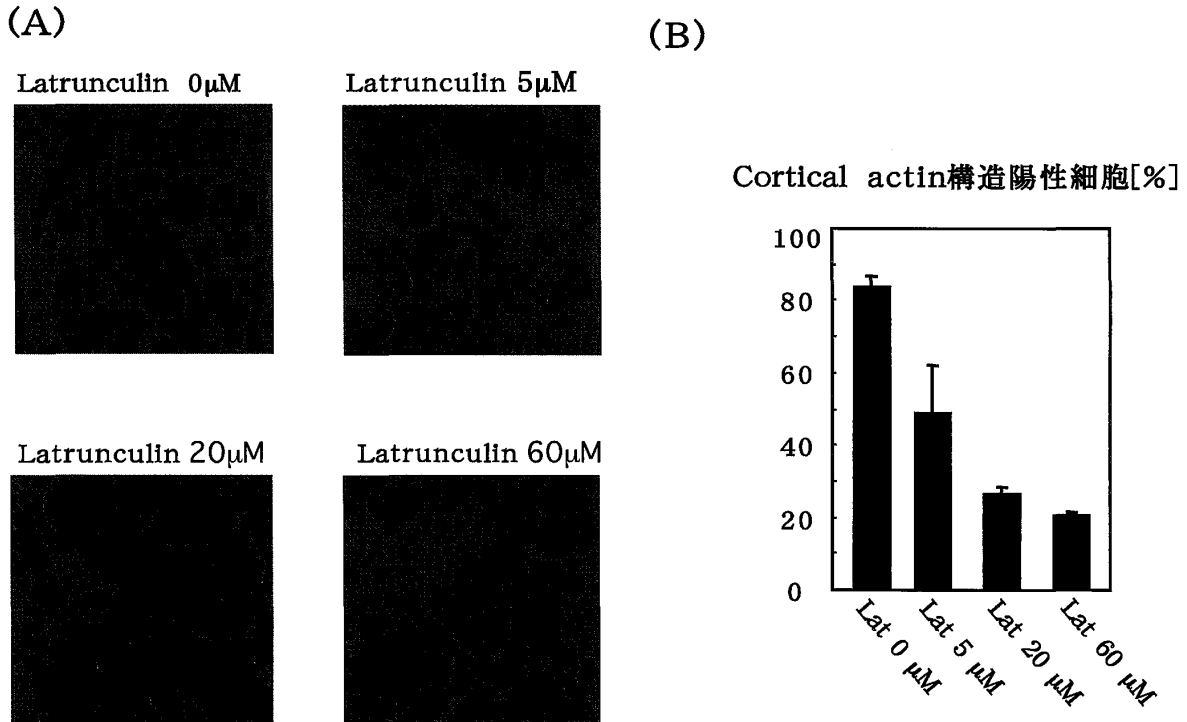 (A)
Latrunculin 0μM
Latrunculin 5μM
Latrunculin 20μM
Latrunculin 60μM
(B)
Cortical actin構造陽性細胞[%]
100
80
60
40
20
0
Lat 0 μM
Lat 5 μM
Lat 20 μM
Lat 60 μM